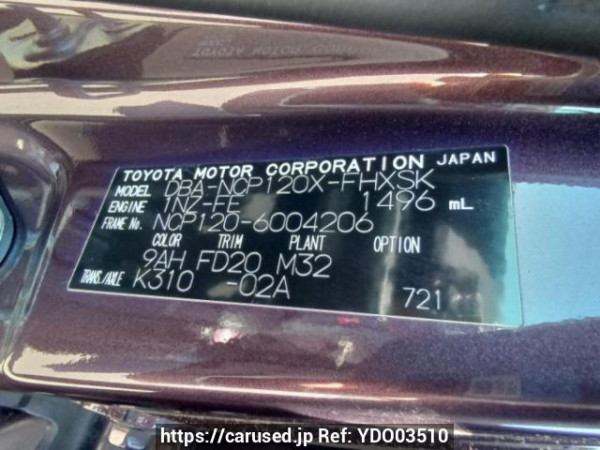 TOYOTA MOTOR CORPORATION JAPAN
MODEL DBA-NCP120X-FHXSK
ENGINE 1NZ-FE 1496 mL
FRAME No. NCP120-6004206
COLOR TRIM PLANT OPTION
9AH FD20 M32
TRANS./AXLE K310 -02A 721
https://carused.jp Ref: YDO03510